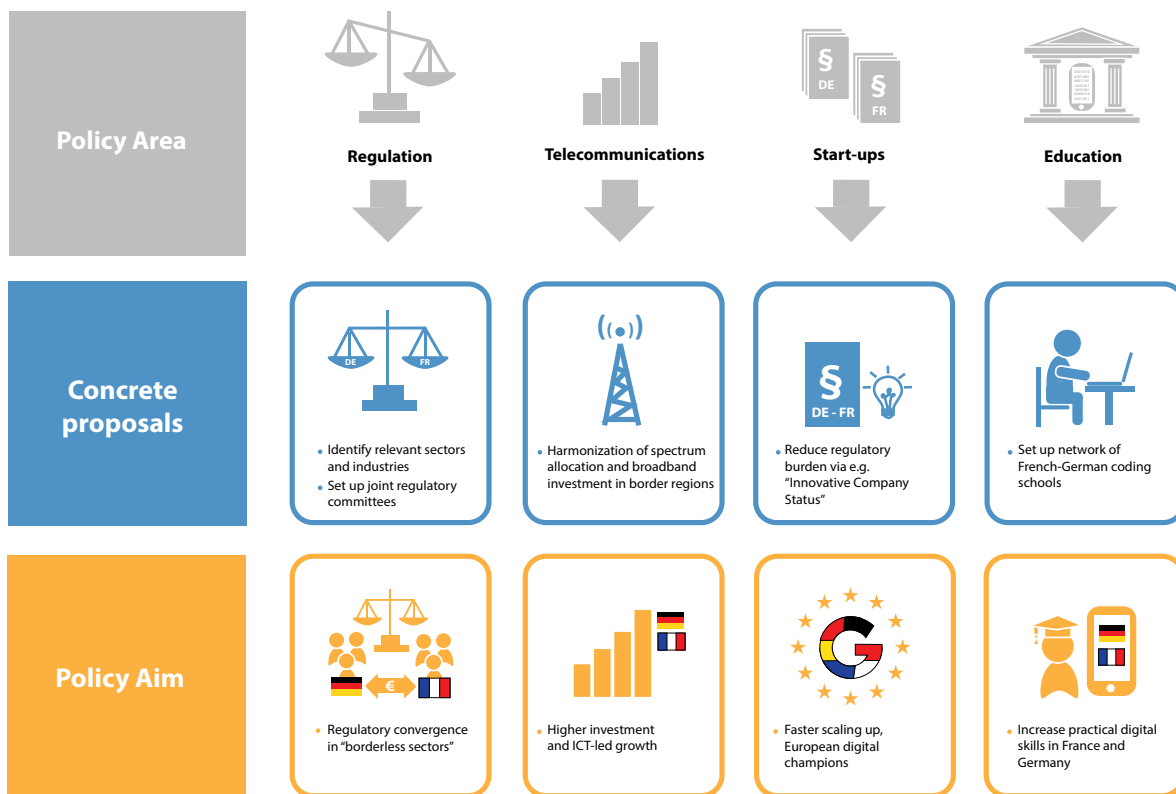 Policy Area
§
DE
§
FR
Regulation
Telecommunications
Start-ups
Education
Concrete
proposals
DE
FR
§
DE - FR
• Identify relevant sectors
and industries
• Set up joint regulatory
committees
• Harmonization of spectrum
allocation and broadband
investment in border regions
• Reduce regulatory
burden via e.g.
“Innovative Company
Status”
• Set up network of
French-German coding
schools
Policy Aim
€
G
• Regulatory convergence
in “borderless sectors”
• Higher investment
and ICT-led growth
• Faster scaling up,
European digital
champions
• Increase practical digital
skills in France and
Germany